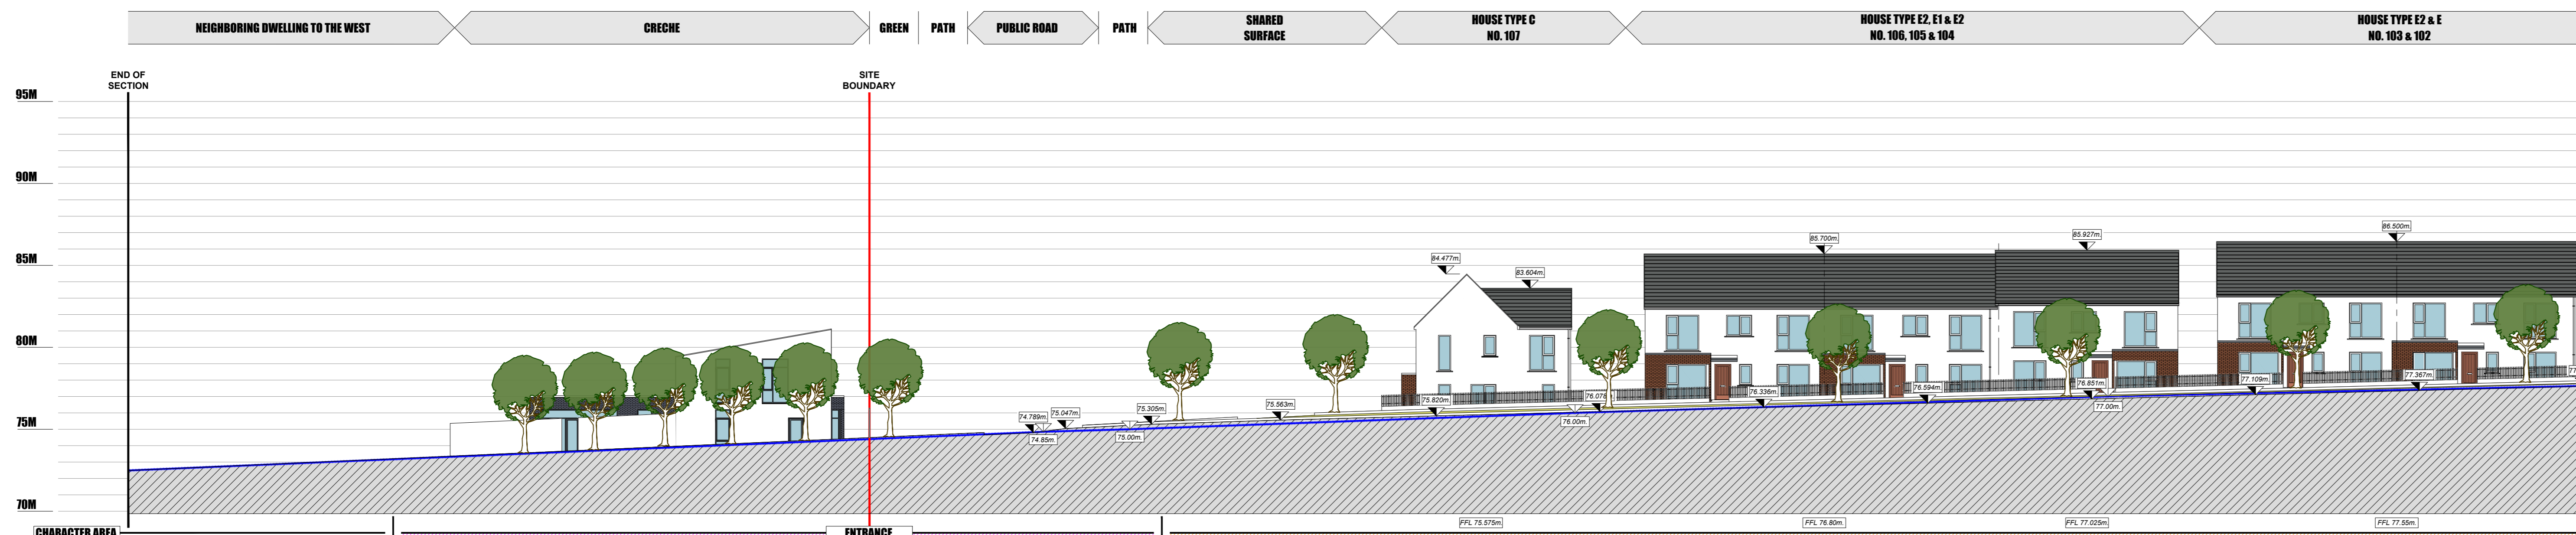 NEIGHBORING DWELLING TO THE WEST
CRECHE
GREEN
PATH
PUBLIC ROAD
PATH
SHARED
SURFACE
HOUSE TYPE C
NO. 107
HOUSE TYPE E2, E1 & E2
NO. 106, 105 & 104
HOUSE TYPE E2 & E
NO. 103 & 102
END OF
SECTION
SITE
BOUNDARY
95M
90M
85M
80M
75M
70M
84.477m.
83.604m.
85.700m.
85.927m.
86.500m.
74.789m.
75.047m.
75.305m.
75.563m.
75.820m.
76.336m.
76.594m.
76.851m.
77.109m.
77.367m.
74.85m.
75.00m.
76.00m.
77.00m.
FFL 75.575m.
FFL 76.80m.
FFL 77.025m.
FFL 77.55m.
CHARACTER AREA
ENTRANCE